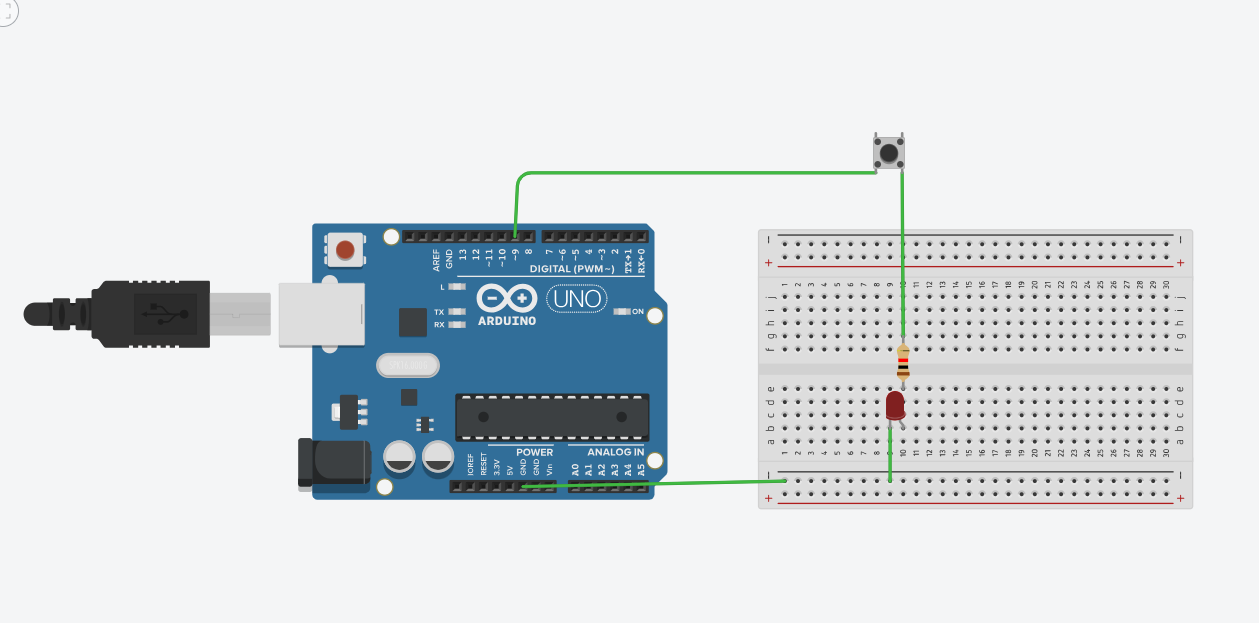 AREF
GND
13
12
~11
~10
~9
8
7
~6
~5
4
~3
2
TX→1
RX←0
DIGITAL (PWM~)
L
TX
RX
ARDUINO
UNO
ON
POWER
ANALOG IN
IOREF
RESET
3.3V
5V
GND
GND
Vin
A0
A1
A2
A3
A4
A5
− −
+ +
1 2 3 4 5 6 7 8 9 10 11 12 13 14 15 16 17 18 19 20 21 22 23 24 25 26 27 28 29 30
j j
i i
h h
g g
f f
e e
d d
c c
b b
a a
1 2 3 4 5 6 7 8 9 10 11 12 13 14 15 16 17 18 19 20 21 22 23 24 25 26 27 28 29 30
− −
+ +